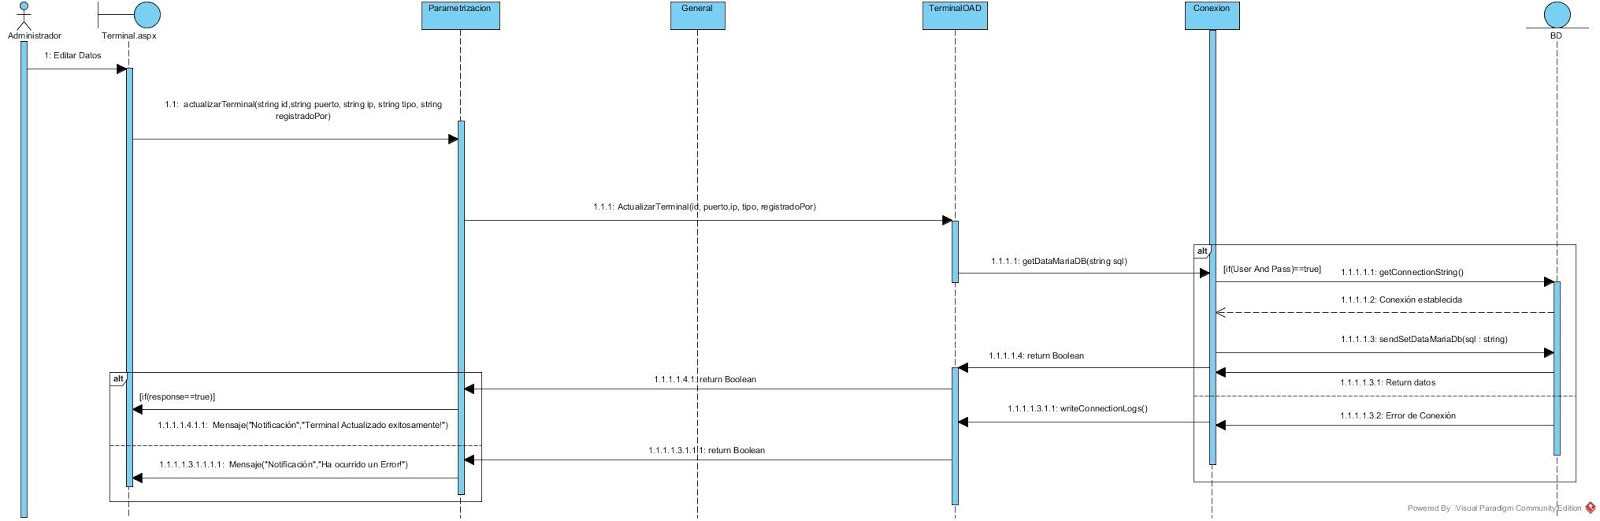 Parametrizacion
General
TerminalOAD
Conexion
Administrador
Terminal.aspx
BD
1: Editar Datos
1.1: actualizarTerminal(string id,string puerto, string ip, string tipo, string
registradoPor)
1.1.1: ActualizarTerminal(id, puerto,ip, tipo, registradoPor)
alt
1.1.1.1: getDataMariaDB(string sql)
[if(User And Pass)==true]
1.1.1.1.1: getConnectionString()
1.1.1.1.2: Conexión establecida
1.1.1.1.3: sendSetDataMariaDb(sql : string)
1.1.1.1.4: return Boolean
alt
1.1.1.1.4.1: return Boolean
1.1.1.1.3.1: Return datos
[if(response==true)]
1.1.1.1.3.1.1: writeConnectionLogs()
1.1.1.1.3.2: Error de Conexión
1.1.1.1.4.1.1: Mensaje("Notificación","Terminal Actualizado exitosamente!")
1.1.1.1.3.1.1.1: return Boolean
1.1.1.1.3.1.1.1.1: Mensaje("Notificación","Ha ocurrido un Error!")
Powered By Visual Paradigm Community Edition